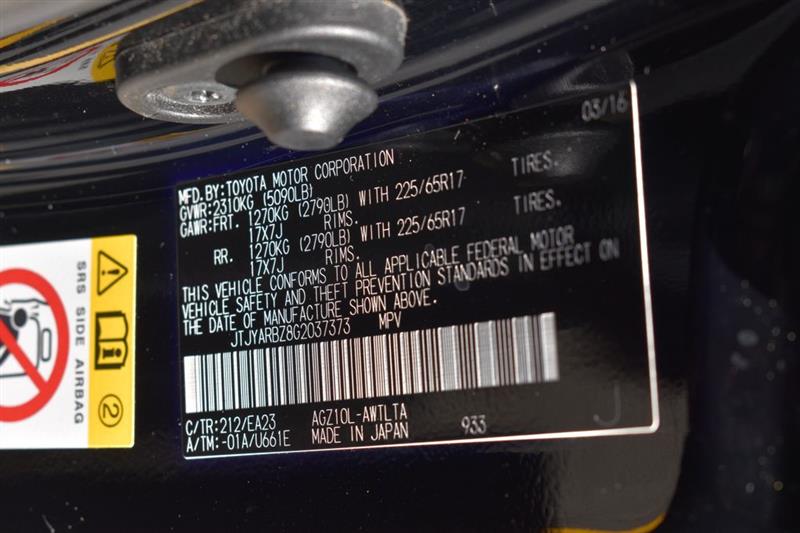 03/16
MFD. BY:TOYOTA MOTOR CORPORATION
GVWR:2310KG (5090LB)
GAWR:FRT. 1270KG (2790LB) WITH 225/65R17 TIRES.
17X7J RIMS.
RR. 1270KG (2790LB) WITH 225/65R17 TIRES.
17X7J RIMS.
THIS VEHICLE CONFORMS TO ALL APPLICABLE FEDERAL MOTOR
VEHICLE SAFETY AND THEFT PREVENTION STANDARDS IN EFFECT ON
THE DATE OF MANUFACTURE SHOWN ABOVE.
JTJYARBZ8G2037373 MPV
C/TR:212/EA23 AGZ10L-AWTLTA 933
A/TM:-01A/U661E MADE IN JAPAN
J
SRS SIDE AIRBAG
2